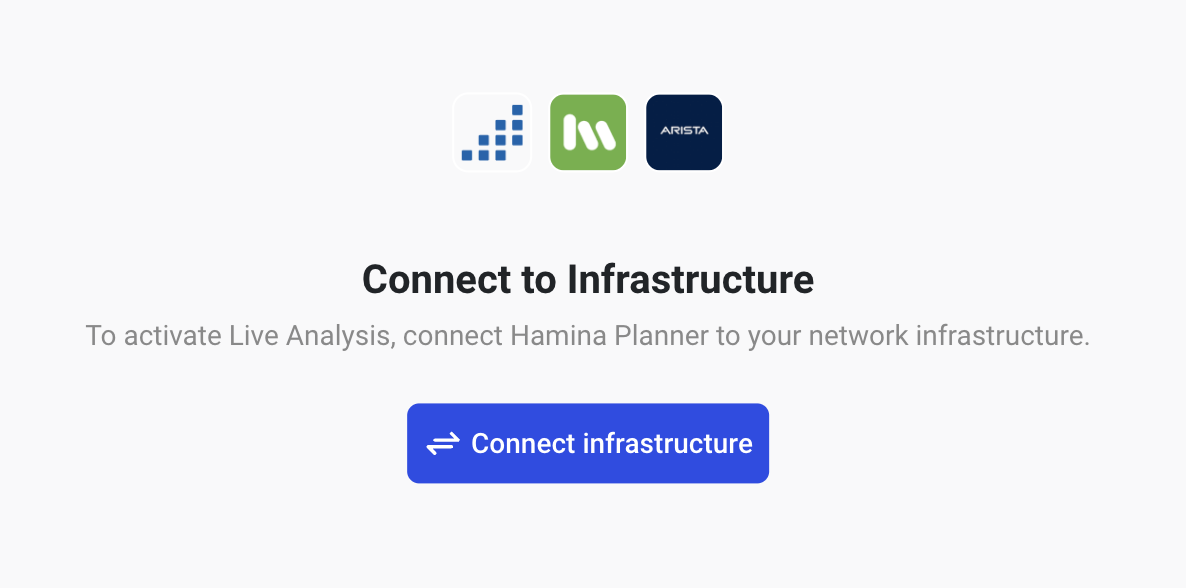 ARISTA
Connect to Infrastructure
To activate Live Analysis, connect Hamina Planner to your network infrastructure.
Connect infrastructure